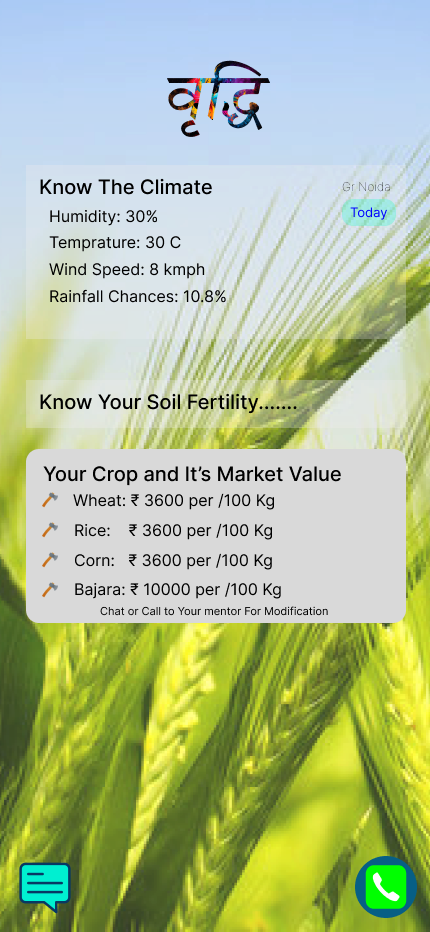 वृद्धि
Know The Climate
Gr Noida
Today
Humidity: 30%
Temprature: 30 C
Wind Speed: 8 kmph
Rainfall Chances: 10.8%
Know Your Soil Fertility.......
Your Crop and It’s Market Value
Wheat: ₹ 3600 per /100 Kg
Rice: ₹ 3600 per /100 Kg
Corn: ₹ 3600 per /100 Kg
Bajara: ₹ 10000 per /100 Kg
Chat or Call to Your mentor For Modification